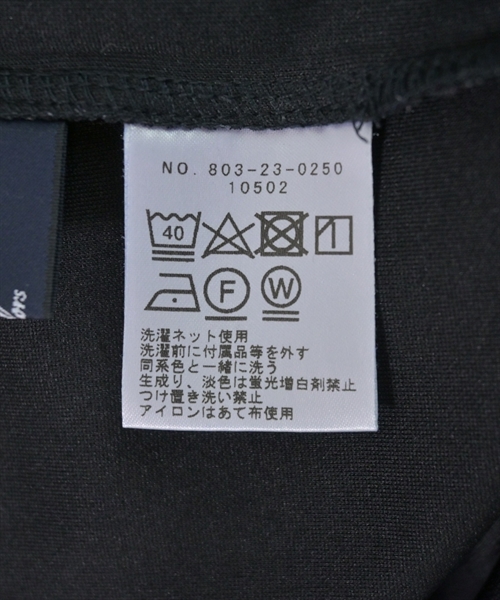 NO. 803-23-0250
10502
40
F W
洗濯ネット使用
洗濯前に付属品等を外す
同系色と一緒に洗う
生成り、淡色は蛍光増白剤禁止
つけ置き洗い禁止
アイロンはあて布使用